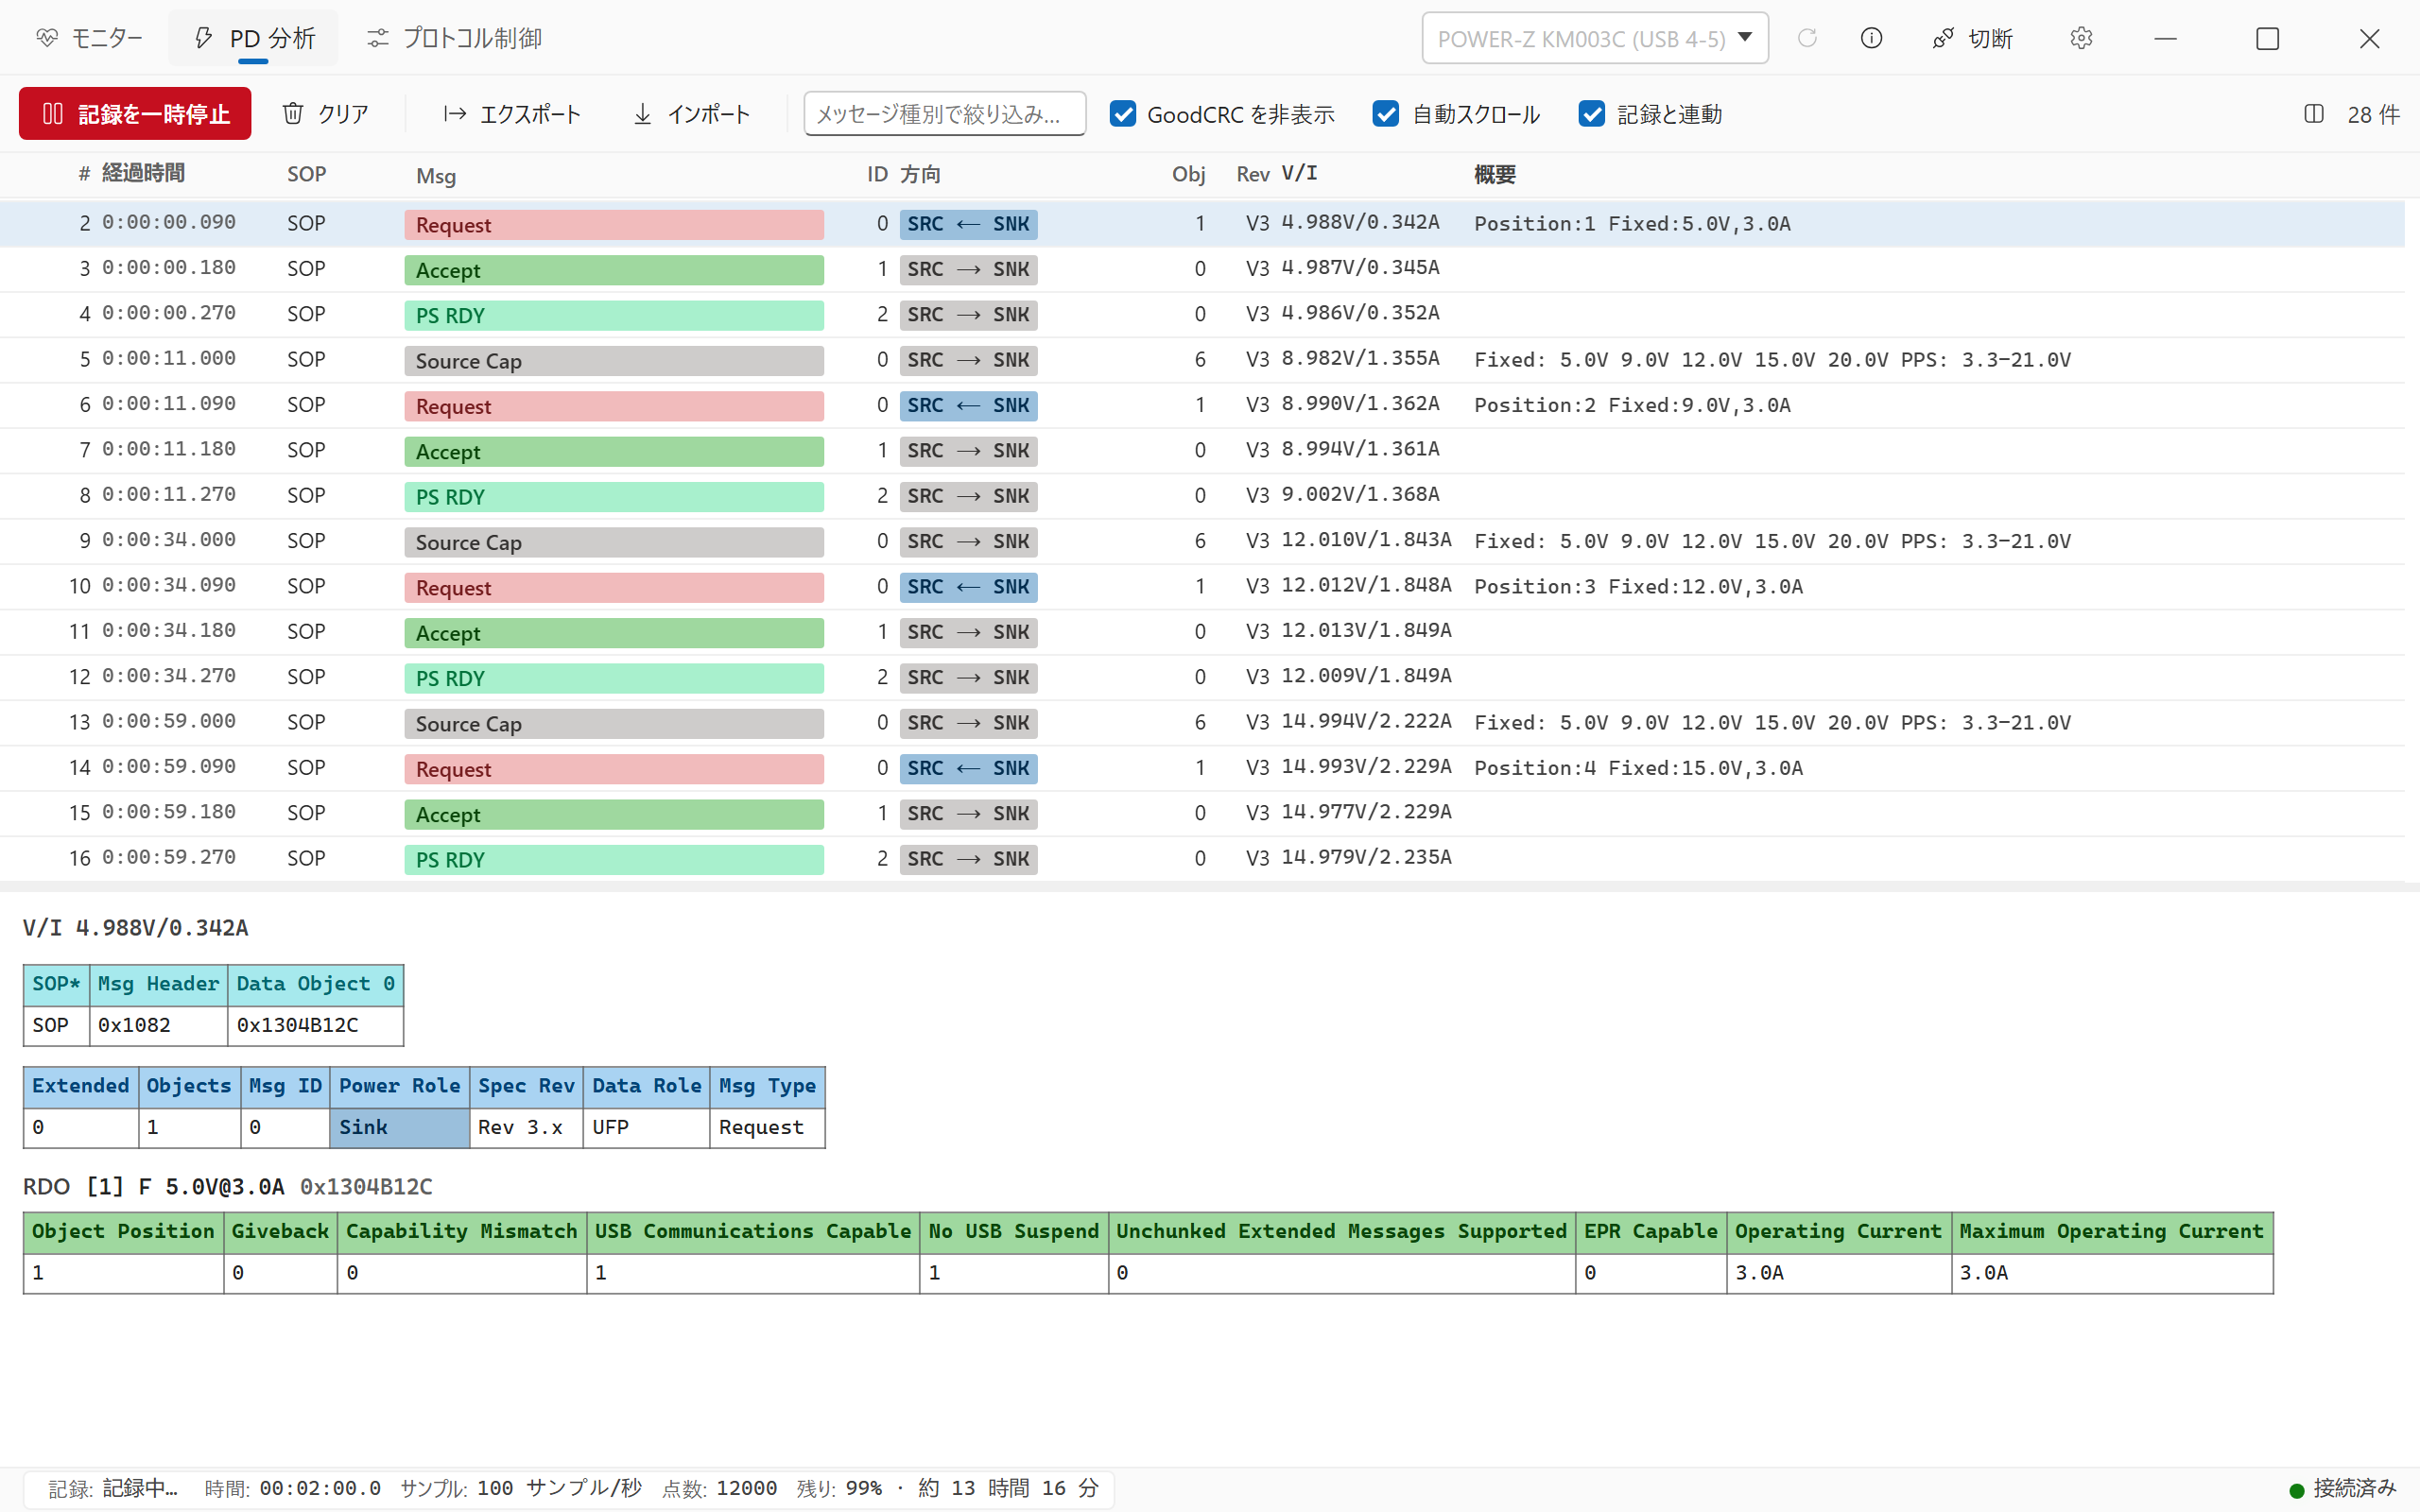 モニター PD 分析 プロトコル制御 POWER-Z KM003C (USB 4-5) 切断
記録を一時停止 クリア エクスポート インポート メッセージ種別で絞り込み... GoodCRC を非表示 自動スクロール 記録と連動 28 件
# 経過時間 SOP Msg ID 方向 Obj Rev V/I 概要
2 0:00:00.090 SOP Request 0 SRC ← SNK 1 V3 4.988V/0.342A Position:1 Fixed:5.0V,3.0A
3 0:00:00.180 SOP Accept 1 SRC → SNK 0 V3 4.987V/0.345A
4 0:00:00.270 SOP PS RDY 2 SRC → SNK 0 V3 4.986V/0.352A
5 0:00:11.000 SOP Source Cap 0 SRC → SNK 6 V3 8.982V/1.355A Fixed: 5.0V 9.0V 12.0V 15.0V 20.0V PPS: 3.3-21.0V
6 0:00:11.090 SOP Request 0 SRC ← SNK 1 V3 8.990V/1.362A Position:2 Fixed:9.0V,3.0A
7 0:00:11.180 SOP Accept 1 SRC → SNK 0 V3 8.994V/1.361A
8 0:00:11.270 SOP PS RDY 2 SRC → SNK 0 V3 9.002V/1.368A
9 0:00:34.000 SOP Source Cap 0 SRC → SNK 6 V3 12.010V/1.843A Fixed: 5.0V 9.0V 12.0V 15.0V 20.0V PPS: 3.3-21.0V
10 0:00:34.090 SOP Request 0 SRC ← SNK 1 V3 12.012V/1.848A Position:3 Fixed:12.0V,3.0A
11 0:00:34.180 SOP Accept 1 SRC → SNK 0 V3 12.013V/1.849A
12 0:00:34.270 SOP PS RDY 2 SRC → SNK 0 V3 12.009V/1.849A
13 0:00:59.000 SOP Source Cap 0 SRC → SNK 6 V3 14.994V/2.222A Fixed: 5.0V 9.0V 12.0V 15.0V 20.0V PPS: 3.3-21.0V
14 0:00:59.090 SOP Request 0 SRC ← SNK 1 V3 14.993V/2.229A Position:4 Fixed:15.0V,3.0A
15 0:00:59.180 SOP Accept 1 SRC → SNK 0 V3 14.977V/2.229A
16 0:00:59.270 SOP PS RDY 2 SRC → SNK 0 V3 14.979V/2.235A
V/I 4.988V/0.342A
SOP* Msg Header Data Object 0
SOP 0x1082 0x1304B12C
Extended Objects Msg ID Power Role Spec Rev Data Role Msg Type
0 1 0 Sink Rev 3.x UFP Request
RDO [1] F 5.0V@3.0A 0x1304B12C
Object Position Giveback Capability Mismatch USB Communications Capable No USB Suspend Unchunked Extended Messages Supported EPR Capable Operating Current Maximum Operating Current
1 0 0 1 1 0 0 3.0A 3.0A
記録: 記録中... 時間: 00:02:00.0 サンプル: 100 サンプル/秒 点数: 12000 残り: 99% · 約 13 時間 16 分 接続済み